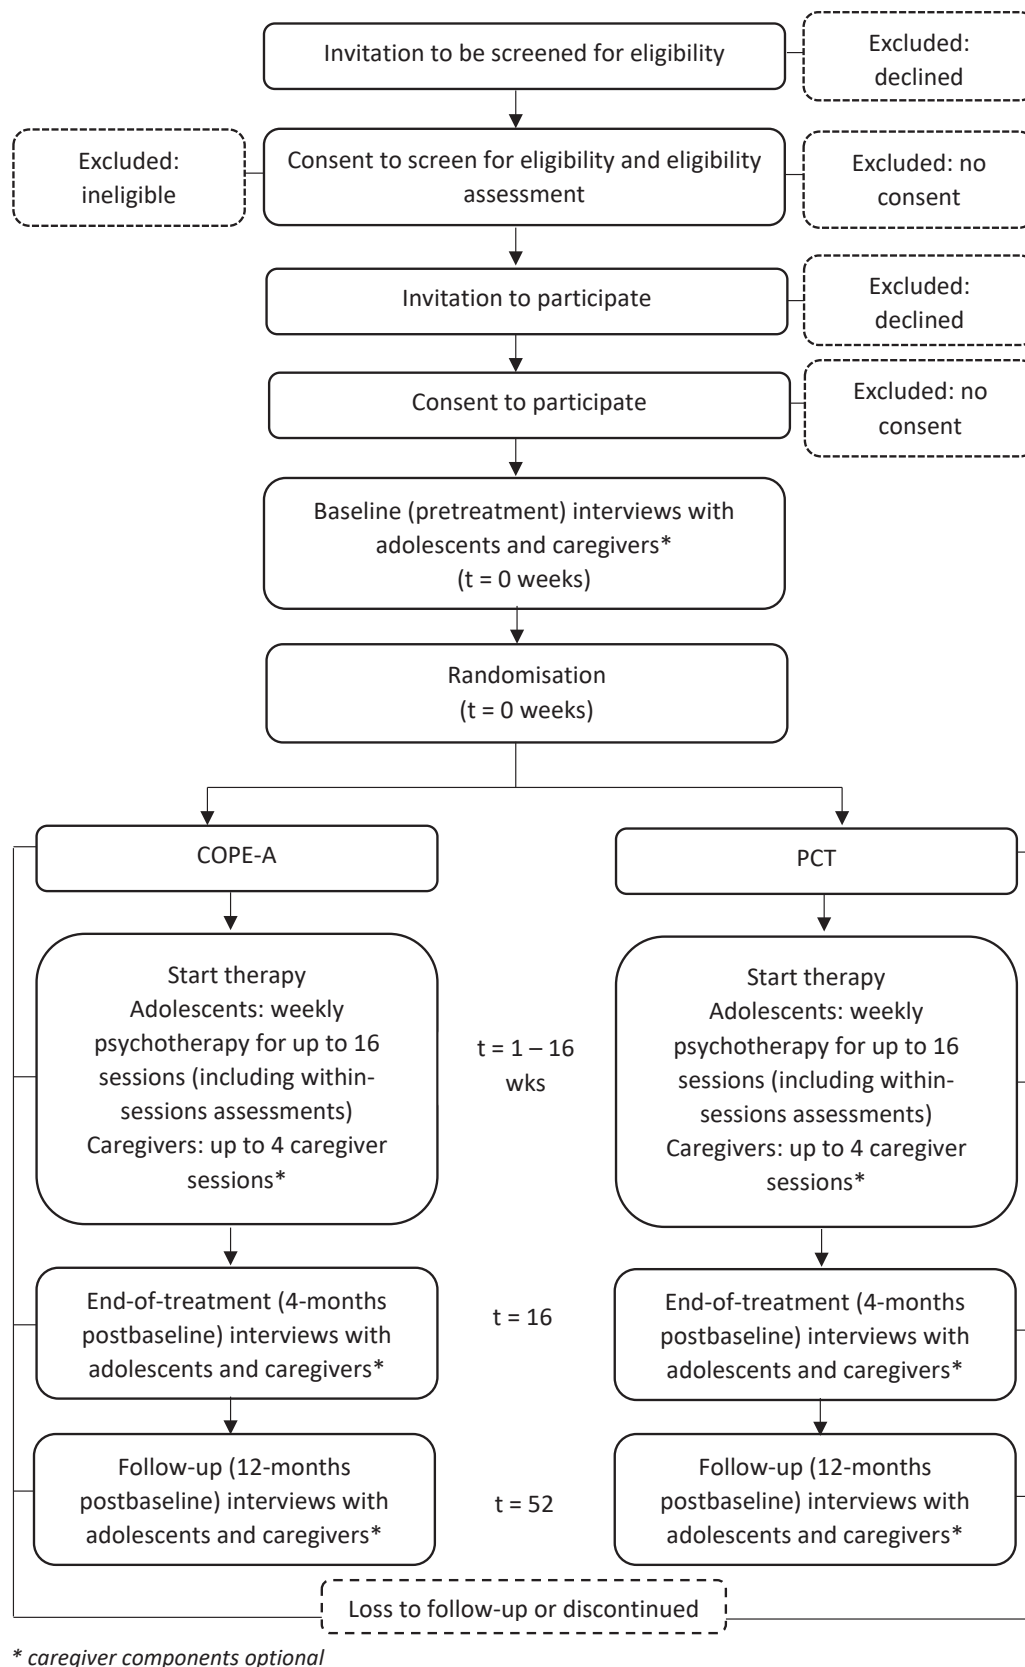 Invitation to be screened for eligibility
Excluded:
declined
Excluded:
ineligible
Consent to screen for eligibility and eligibility
assessment
Excluded: no
consent
Invitation to participate
Excluded:
declined
Consent to participate
Excluded: no
consent
Baseline (pretreatment) interviews with
adolescents and caregivers*
(t = 0 weeks)
Randomisation
(t = 0 weeks)
COPE-A
PCT
Start therapy
Adolescents: weekly
psychotherapy for up to 16
sessions (including within-
sessions assessments)
Caregivers: up to 4 caregiver
sessions*
t = 1 – 16
wks
Start therapy
Adolescents: weekly
psychotherapy for up to 16
sessions (including within-
sessions assessments)
Caregivers: up to 4 caregiver
sessions*
End-of-treatment (4-months
postbaseline) interviews with
adolescents and caregivers*
t = 16
End-of-treatment (4-months
postbaseline) interviews with
adolescents and caregivers*
Follow-up (12-months
postbaseline) interviews with
adolescents and caregivers*
t = 52
Follow-up (12-months
postbaseline) interviews with
adolescents and caregivers*
Loss to follow-up or discontinued
* caregiver components optional